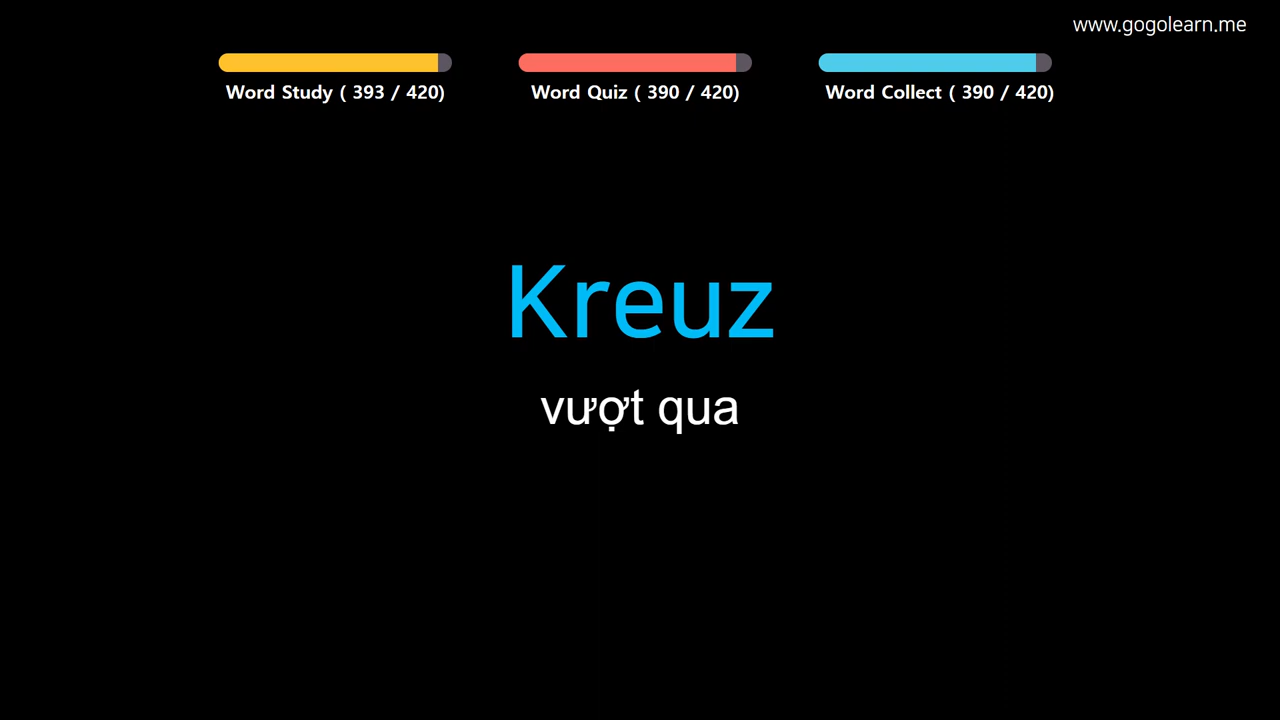 www.gogolearn.me
Word Study ( 393 / 420)
Word Quiz ( 390 / 420)
Word Collect ( 390 / 420)
Kreuz
vượt qua